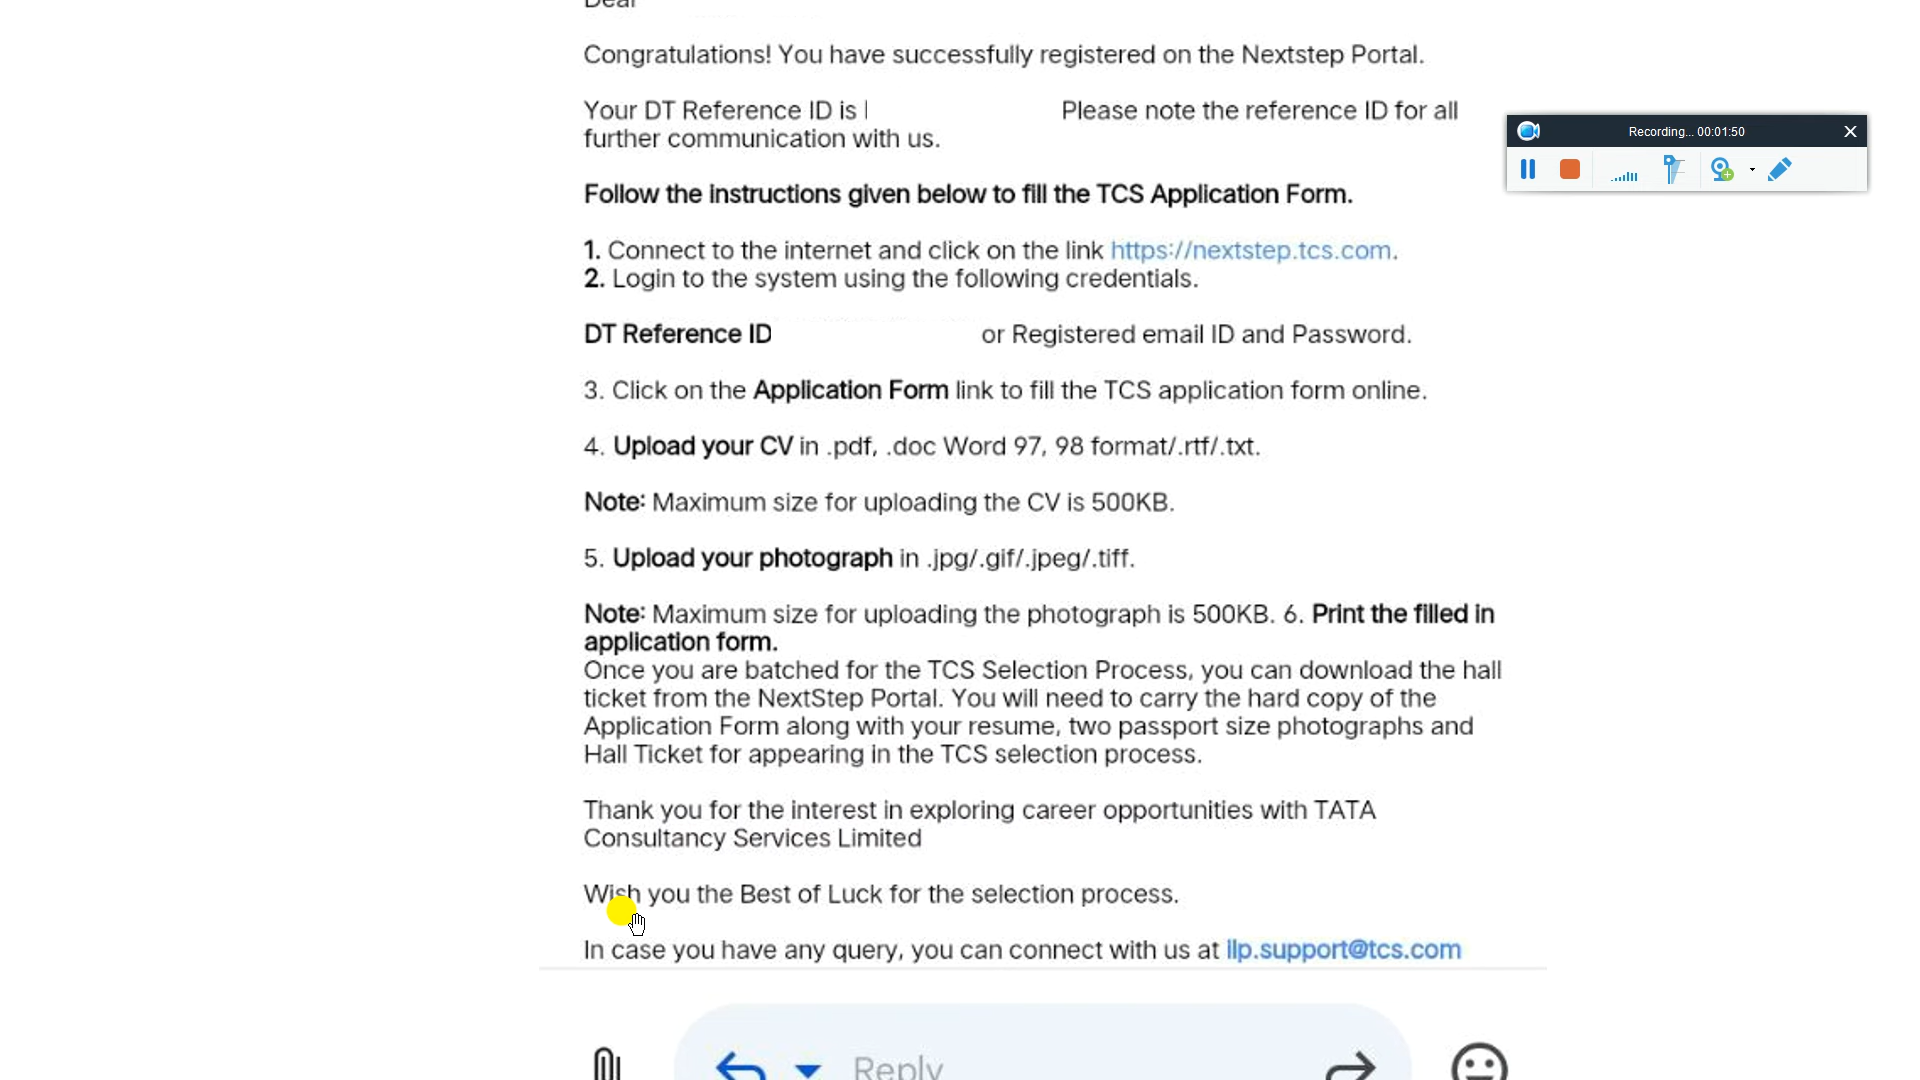 Dear
Congratulations! You have successfully registered on the Nextstep Portal.
Your DT Reference ID is Please note the reference ID for all
further communication with us.
Recording... 00:01:50
Follow the instructions given below to fill the TCS Application Form.
1. Connect to the internet and click on the link https://nextstep.tcs.com.
2. Login to the system using the following credentials.
DT Reference ID or Registered email ID and Password.
3. Click on the Application Form link to fill the TCS application form online.
4. Upload your CV in .pdf, .doc Word 97, 98 format/.rtf/.txt.
Note: Maximum size for uploading the CV is 500KB.
5. Upload your photograph in .jpg/.gif/.jpeg/.tiff.
Note: Maximum size for uploading the photograph is 500KB. 6. Print the filled in
application form.
Once you are batched for the TCS Selection Process, you can download the hall
ticket from the NextStep Portal. You will need to carry the hard copy of the
Application Form along with your resume, two passport size photographs and
Hall Ticket for appearing in the TCS selection process.
Thank you for the interest in exploring career opportunities with TATA
Consultancy Services Limited
Wish you the Best of Luck for the selection process.
In case you have any query, you can connect with us at ilp.support@tcs.com
Reply